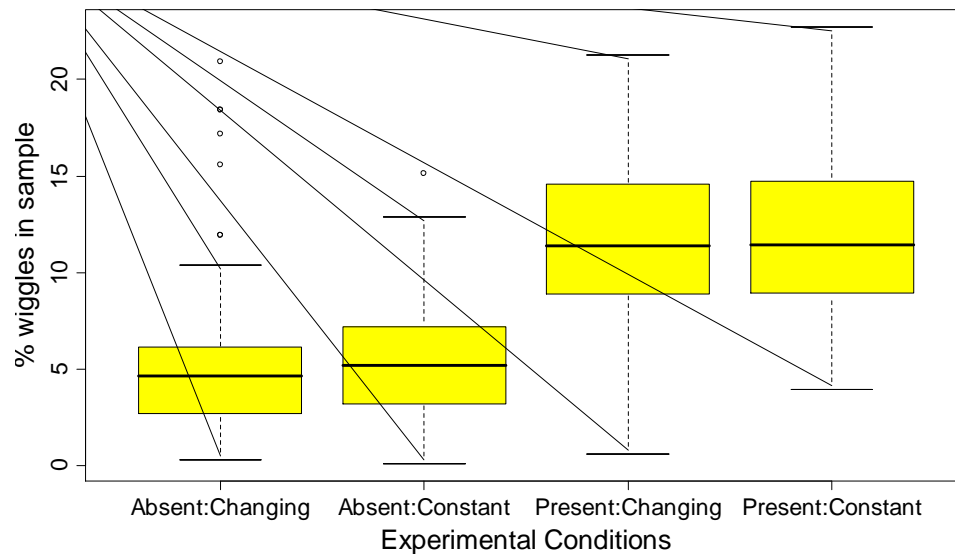 % wiggles in sample
20
15
10
5
0
Absent:Changing Absent:Constant Present:Changing Present:Constant
Experimental Conditions